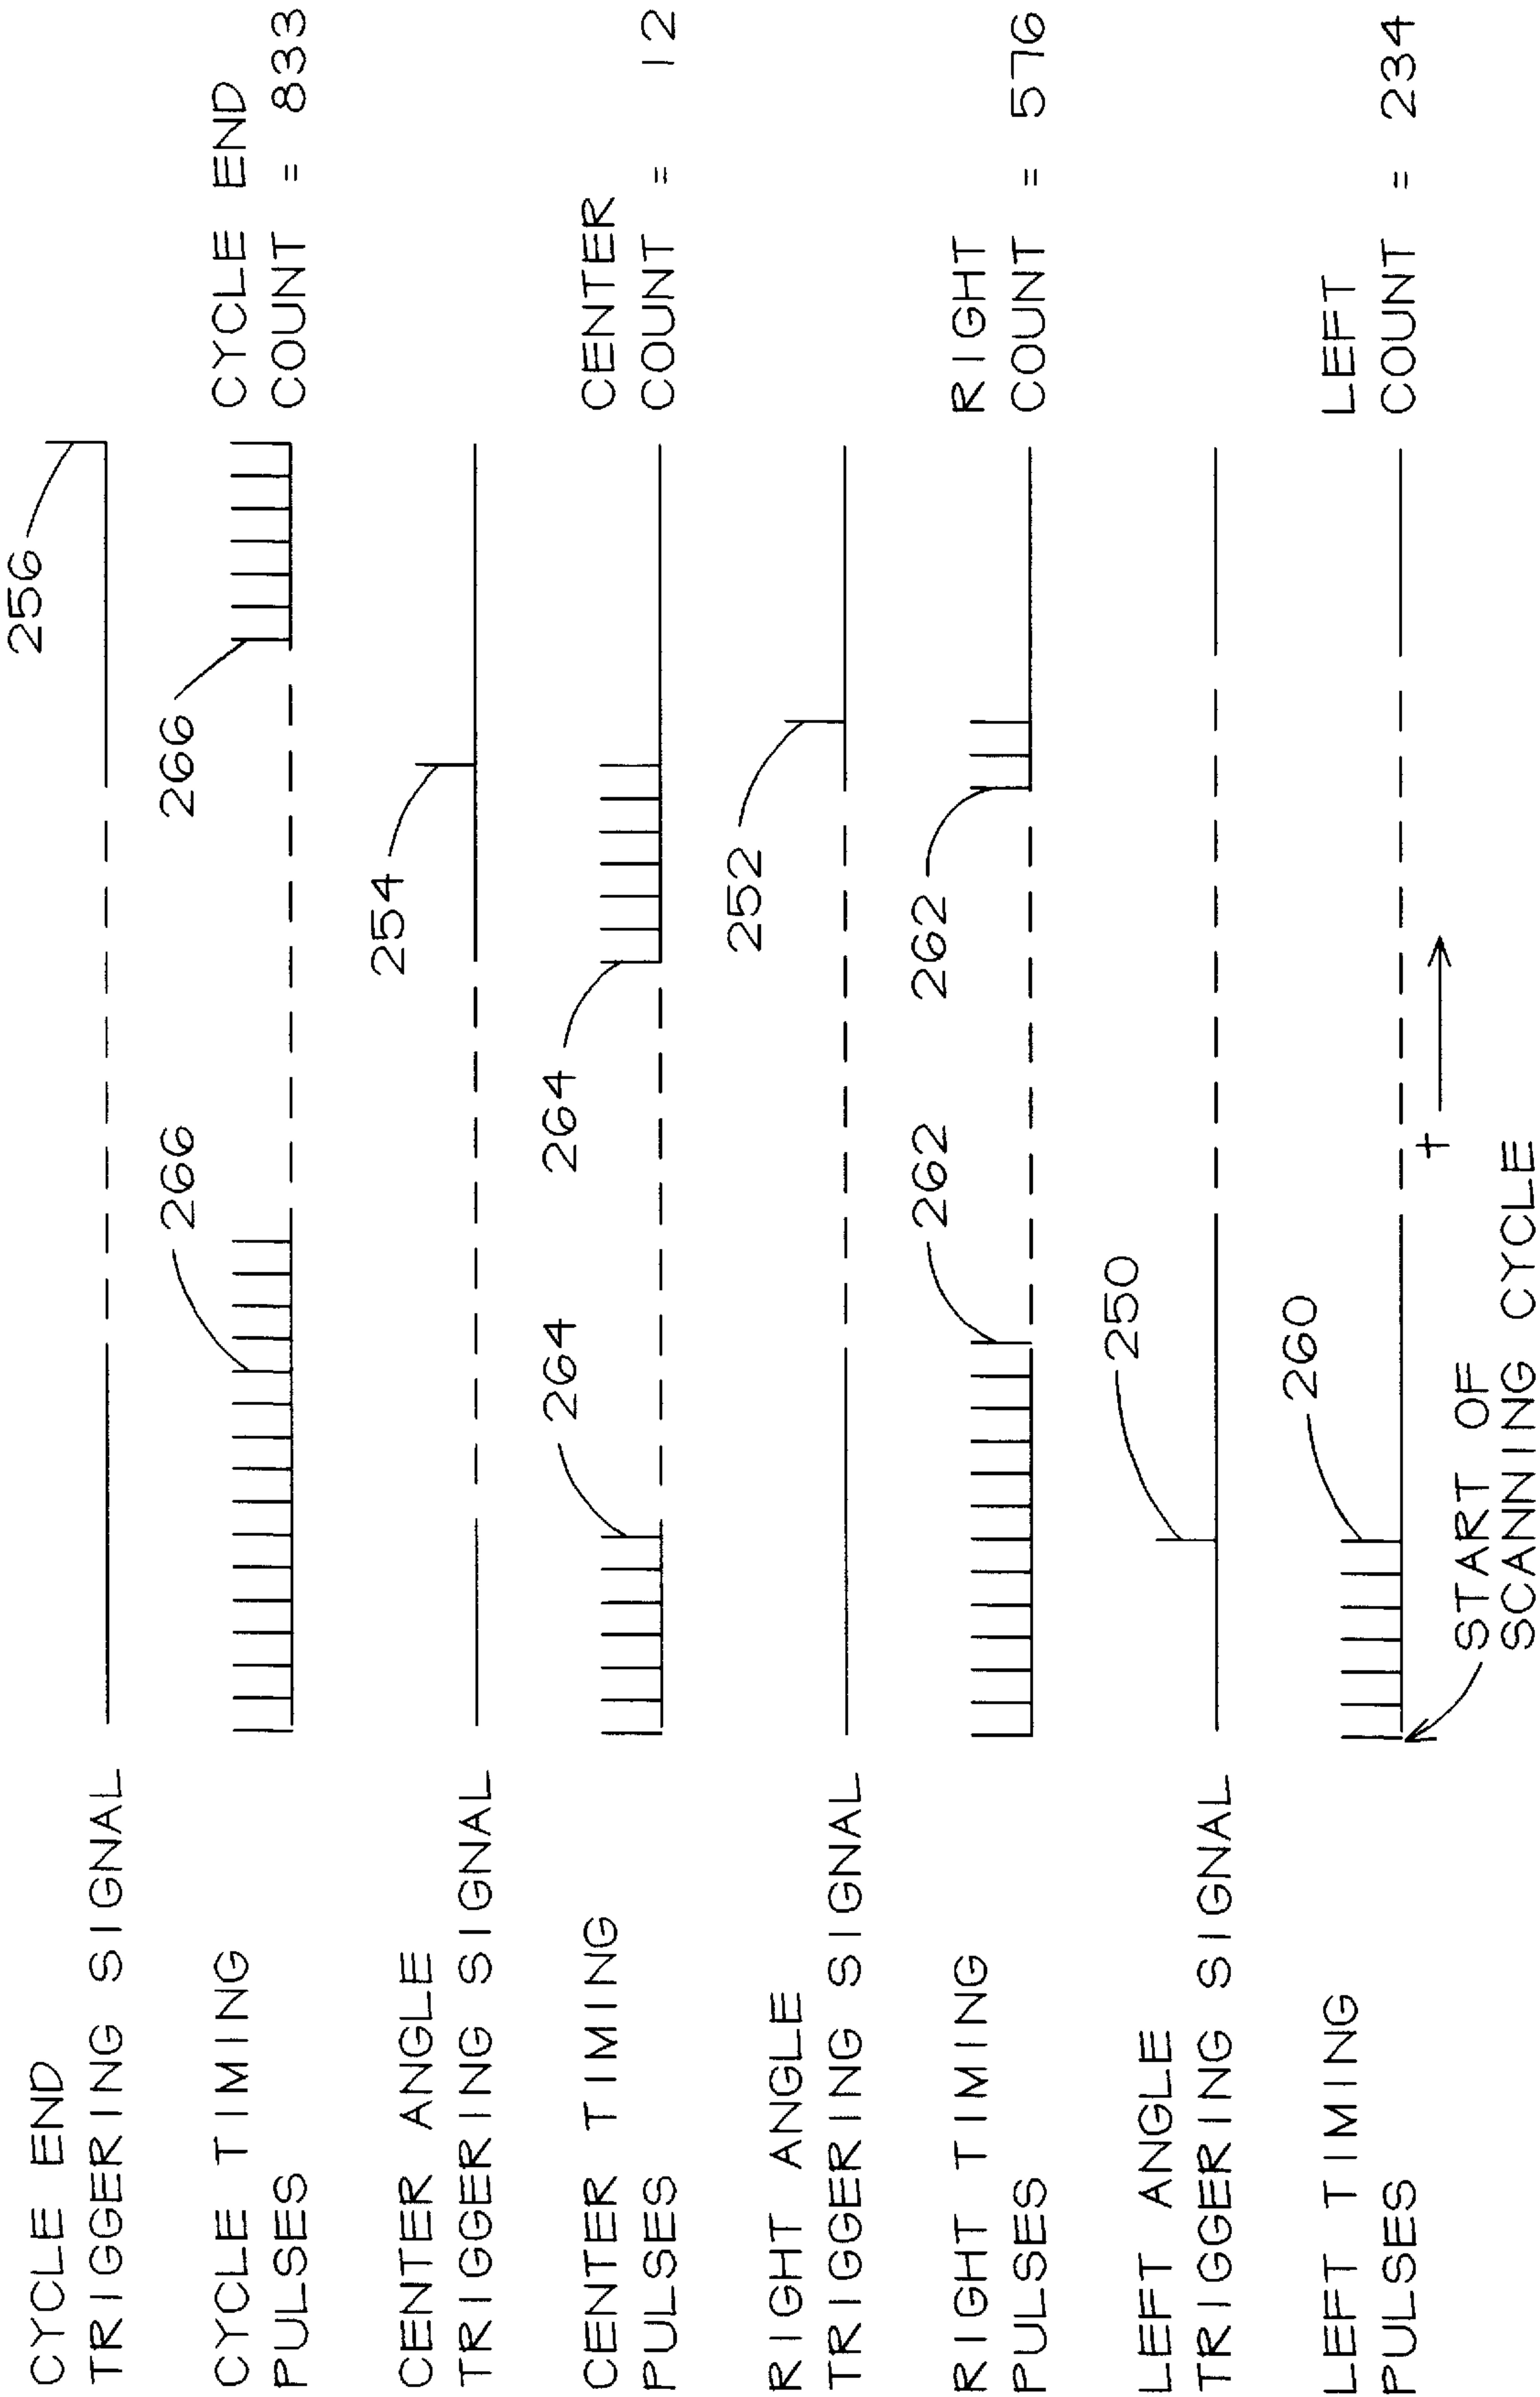 256
CYCLE END
TRIGGERING SIGNAL
266
266
CYCLE TIMING
PULSES
CYCLE END
COUNT = 833
254
CENTER ANGLE
TRIGGERING SIGNAL
264
264
CENTER TIMING
PULSES
CENTER
COUNT = 12
252
RIGHT ANGLE
TRIGGERING SIGNAL
262
262
RIGHT TIMING
PULSES
RIGHT
COUNT = 576
250
LEFT ANGLE
TRIGGERING SIGNAL
260
LEFT TIMING
PULSES
LEFT
COUNT = 234
t
START OF
SCANNING CYCLE